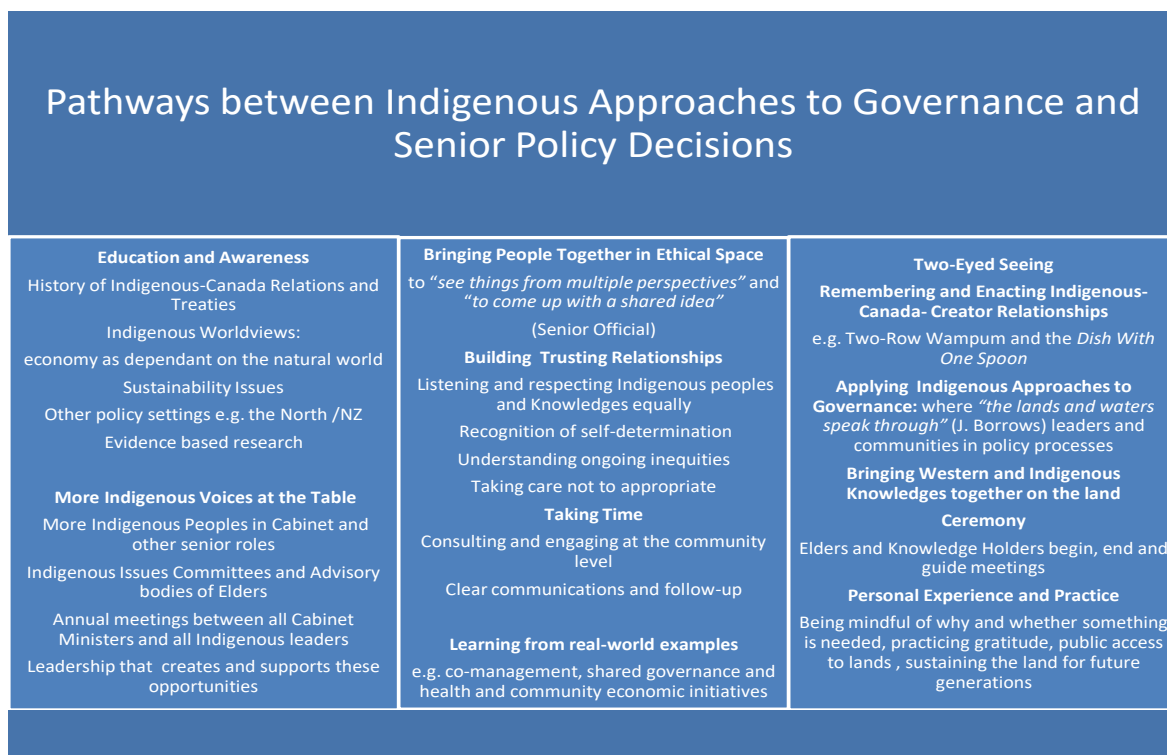 Pathways between Indigenous Approaches to Governance and
Senior Policy Decisions
Education and Awareness
History of Indigenous-Canada Relations and
Treaties
Indigenous Worldviews:
economy as dependant on the natural world
Sustainability Issues
Other policy settings e.g. the North /NZ
Evidence based research
More Indigenous Voices at the Table
More Indigenous Peoples in Cabinet and
other senior roles
Indigenous Issues Committees and Advisory
bodies of Elders
Annual meetings between all Cabinet
Ministers and all Indigenous leaders
Leadership that creates and supports these
opportunities
Bringing People Together in Ethical Space
to “see things from multiple perspectives” and
“to come up with a shared idea”
(Senior Official)
Building Trusting Relationships
Listening and respecting Indigenous peoples
and Knowledges equally
Recognition of self-determination
Understanding ongoing inequities
Taking care not to appropriate
Taking Time
Consulting and engaging at the community
level
Clear communications and follow-up
Learning from real-world examples
e.g. co-management, shared governance and
health and community economic initiatives
Two-Eyed Seeing
Remembering and Enacting Indigenous-
Canada- Creator Relationships
e.g. Two-Row Wampum and the Dish With
One Spoon
Applying Indigenous Approaches to
Governance: where “the lands and waters
speak through” (J. Borrows) leaders and
communities in policy processes
Bringing Western and Indigenous
Knowledges together on the land
Ceremony
Elders and Knowledge Holders begin, end and
guide meetings
Personal Experience and Practice
Being mindful of why and whether something
is needed, practicing gratitude, public access
to lands , sustaining the land for future
generations